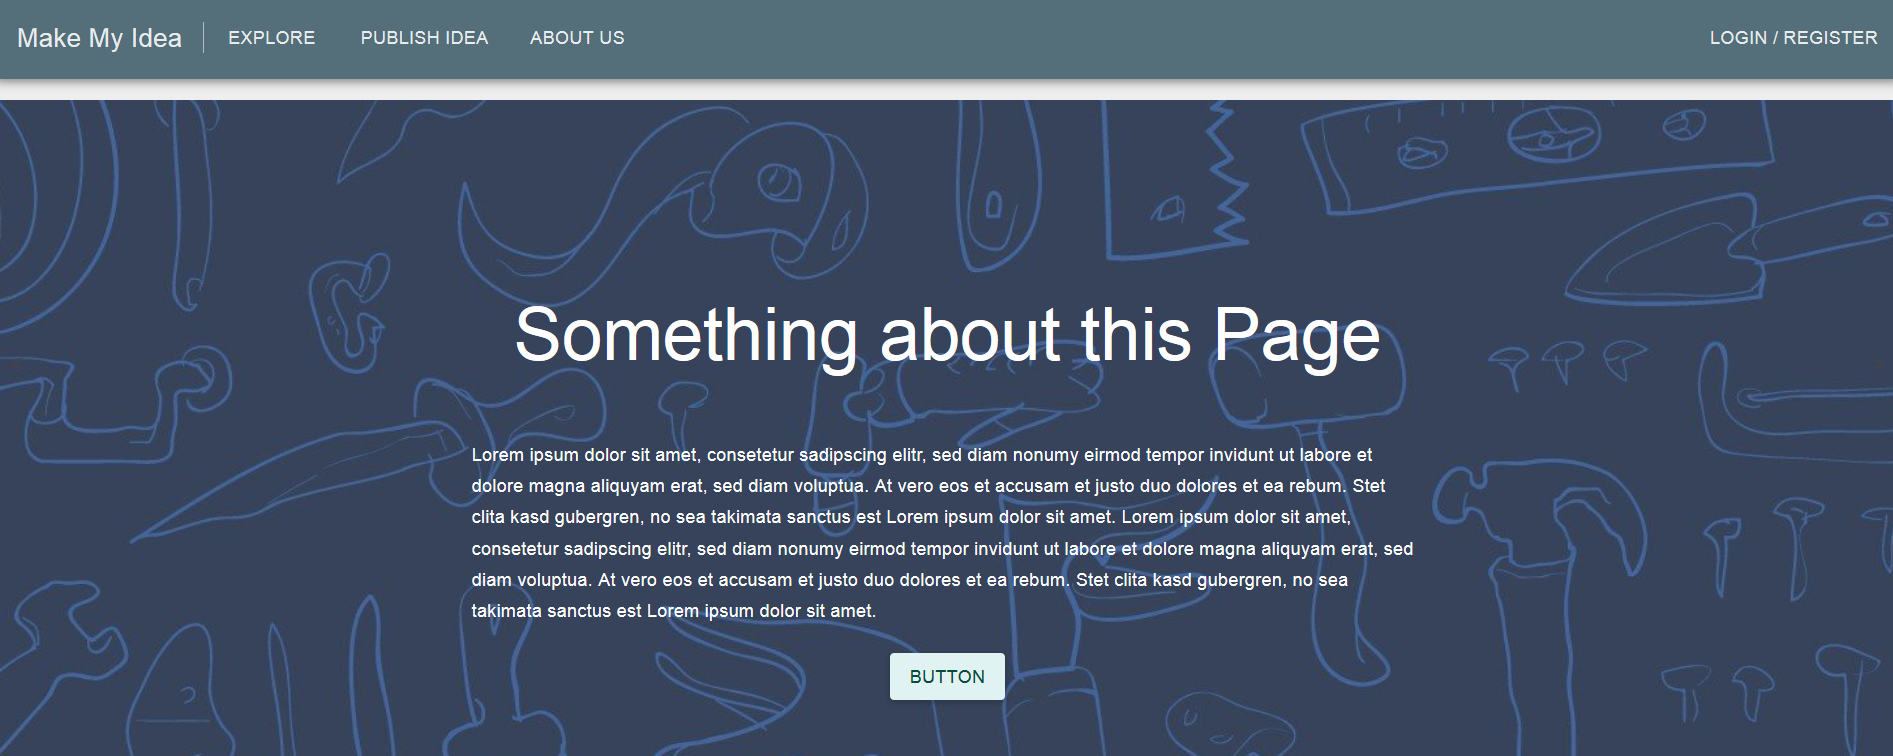 Make My Idea EXPLORE PUBLISH IDEA ABOUT US LOGIN / REGISTER
Something about this Page
Lorem ipsum dolor sit amet, consetetur sadipscing elitr, sed diam nonumy eirmod tempor invidunt ut labore et
dolore magna aliquyam erat, sed diam voluptua. At vero eos et accusam et justo duo dolores et ea rebum. Stet
clita kasd gubergren, no sea takimata sanctus est Lorem ipsum dolor sit amet. Lorem ipsum dolor sit amet,
consetetur sadipscing elitr, sed diam nonumy eirmod tempor invidunt ut labore et dolore magna aliquyam erat, sed
diam voluptua. At vero eos et accusam et justo duo dolores et ea rebum. Stet clita kasd gubergren, no sea
takimata sanctus est Lorem ipsum dolor sit amet.
BUTTON